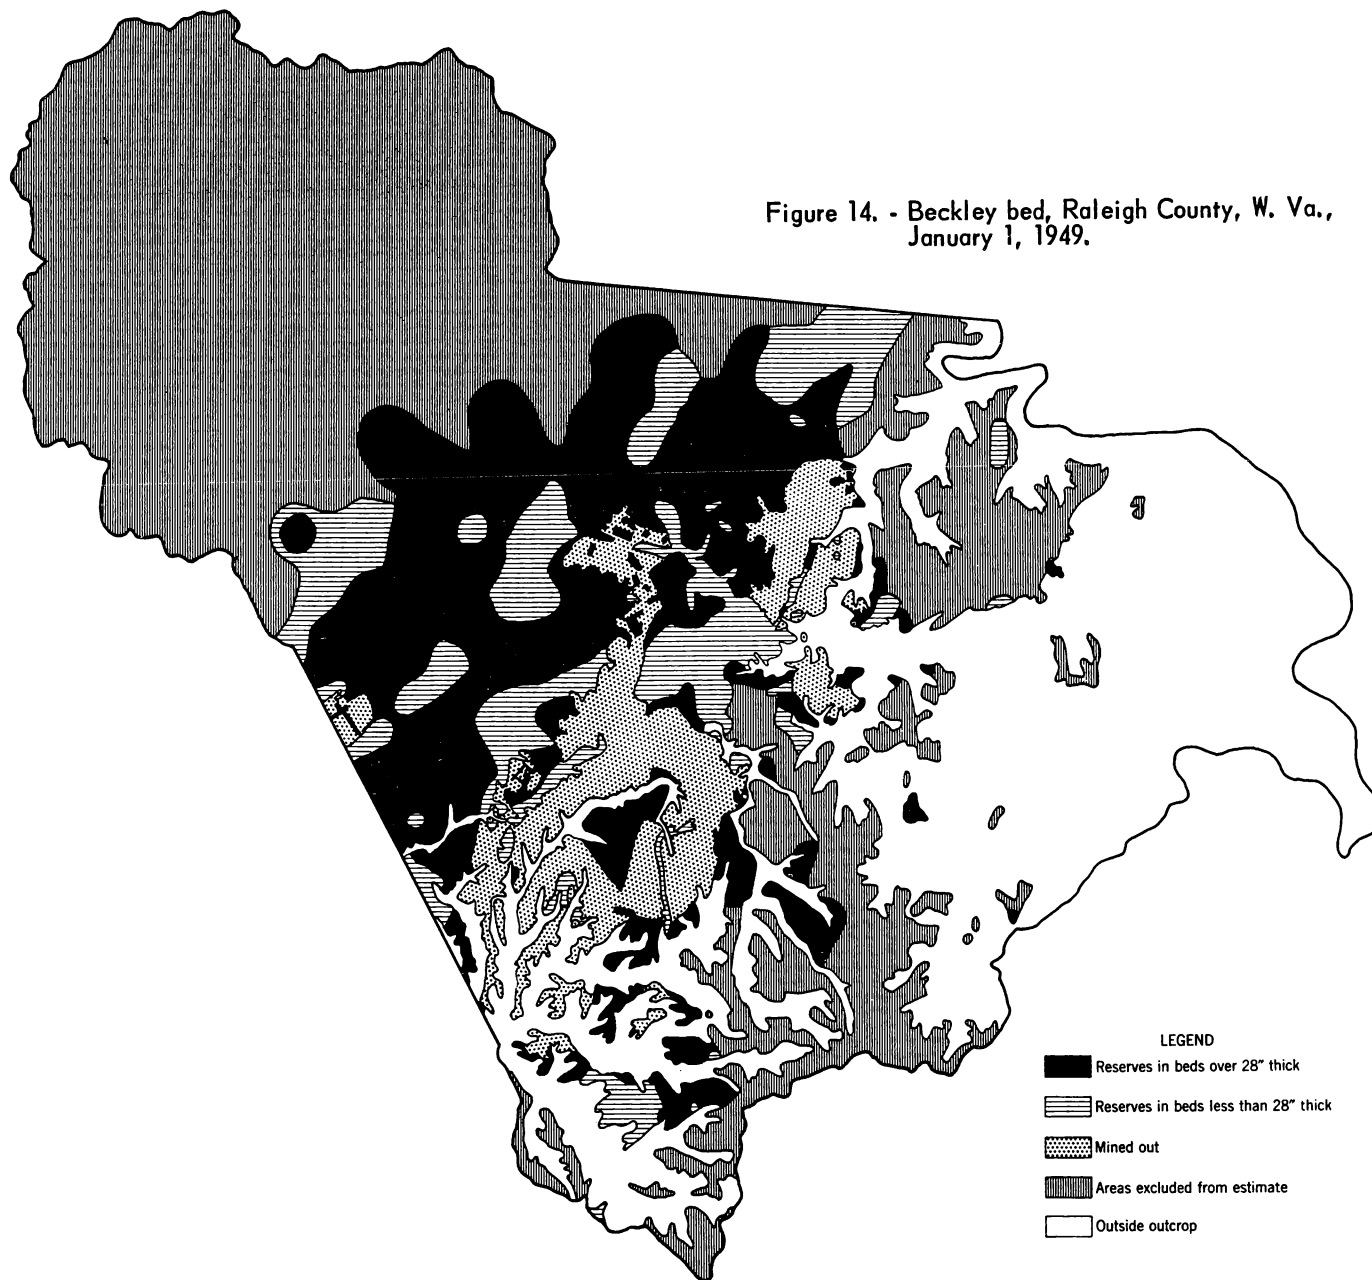 Figure 14. - Beckley bed, Raleigh County, W. Va.,
January 1, 1949.
LEGEND
Reserves in beds over 28" thick
Reserves in beds less than 28" thick
Mined out
Areas excluded from estimate
Outside outcrop